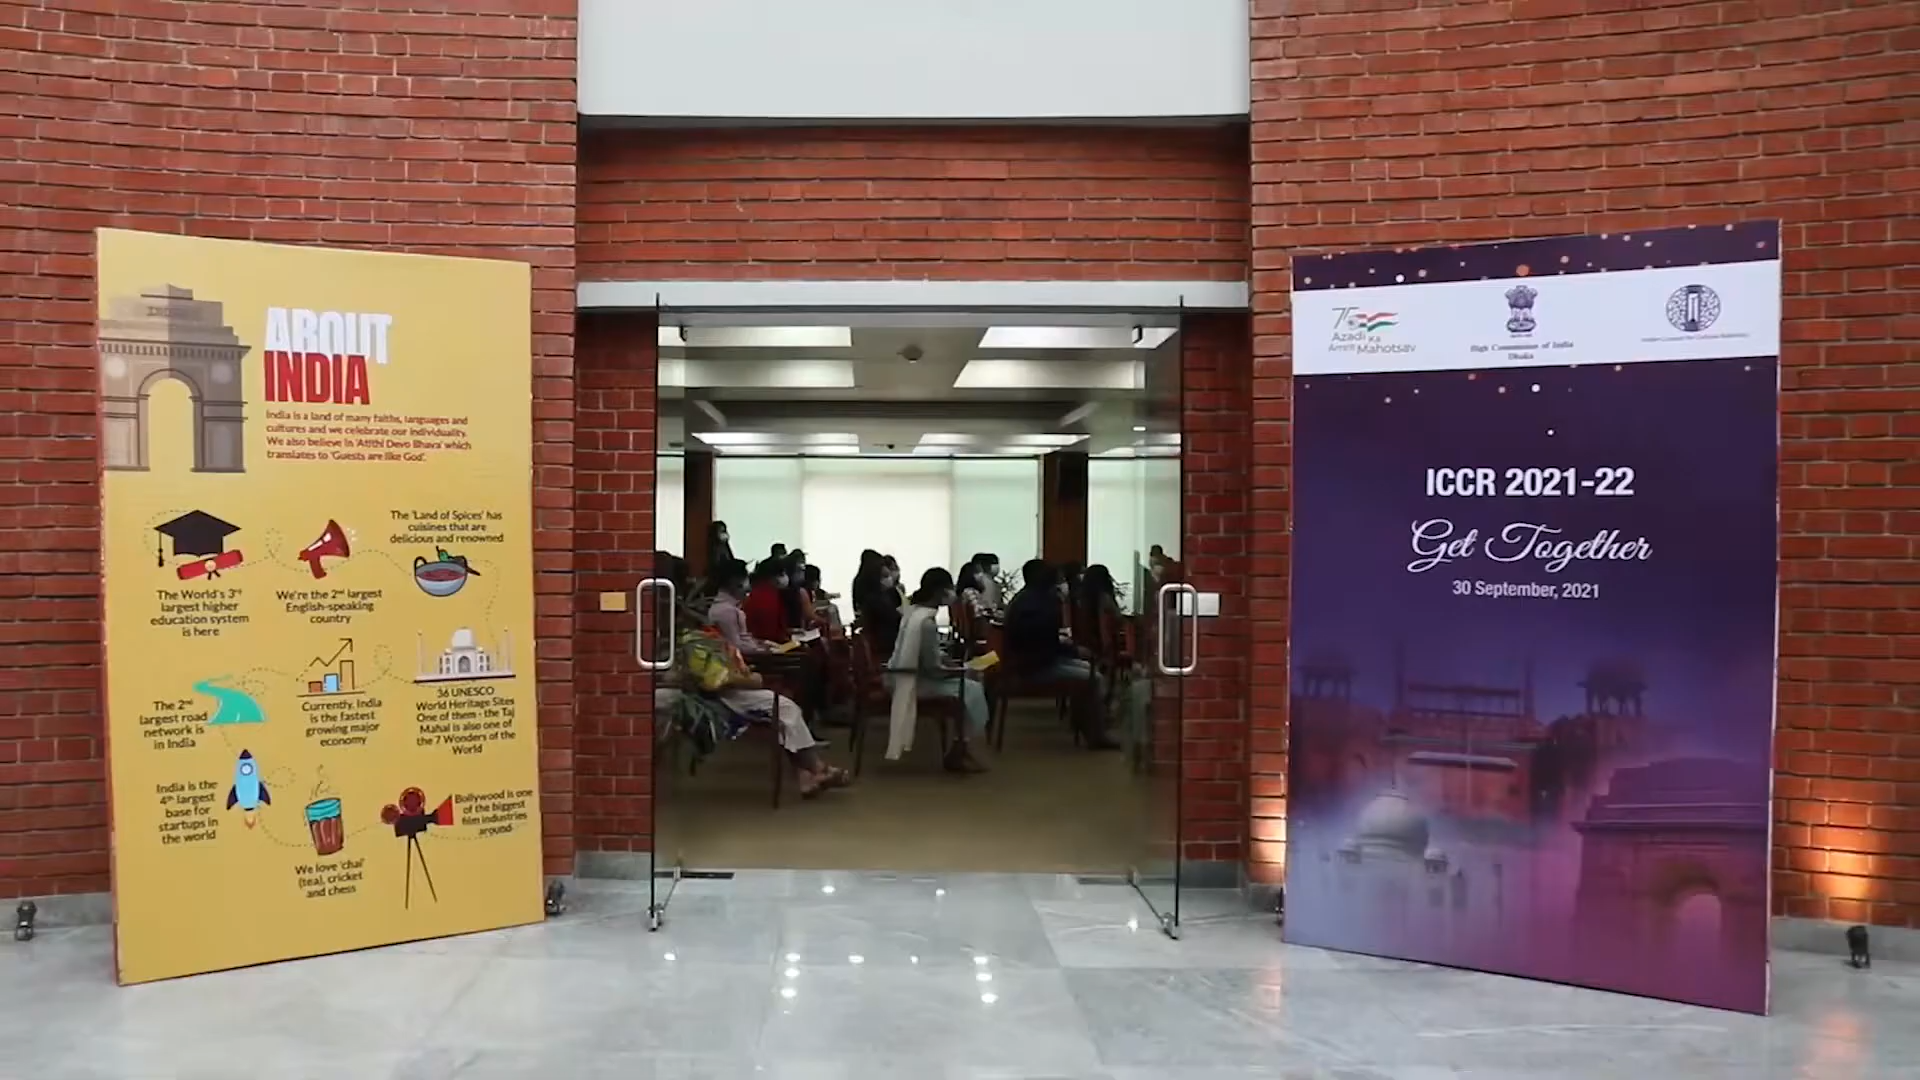 ABOUT
INDIA
India is a land of many faiths, languages and
cultures and we celebrate our individuality.
We also believe in 'Atithi Devo Bhava' which
translates to 'Guests are like God'.
The World's 3rd
largest higher
education system
is here
We're the 2nd largest
English-speaking
country
The 'Land of Spices' has
cuisines that are
delicious and renowned
The 2nd
largest road
network is
in India
Currently, India
is the fastest
growing major
economy
36 UNESCO
World Heritage Sites
One of them - the Taj
Mahal is also one of
the 7 Wonders of the
World
India is the
4th largest
base for
startups in
the world
We love 'chai'
(tea), cricket
and chess
Bollywood is one
of the biggest
film industries
around
75
Azadi Ka
Amrit Mahotsav
High Commission of India
Dhaka
ICCR 2021-22
Get Together
30 September, 2021